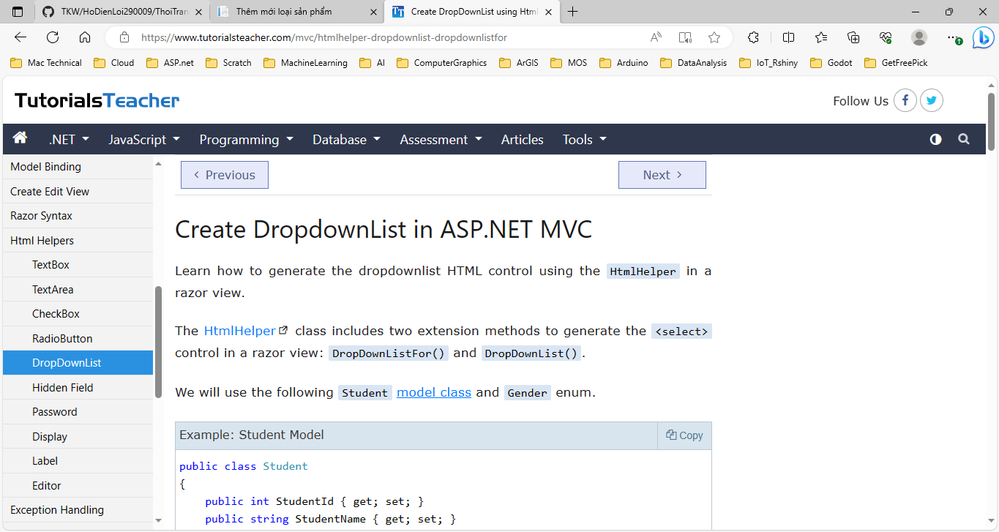 TKW/HoDienLoi290009/ThoiTran
Thêm mới loại sản phẩm
Create DropDownList using Html
https://www.tutorialsteacher.com/mvc/htmlhelper-dropdownlist-dropdownlistfor
Mac Technical Cloud ASP.net Scratch MachineLearning AI ComputerGraphics ArGIS MOS Arduino DataAnalysis IoT_Rshiny Godot GetFreePick
TutorialsTeacher
Follow Us
.NET JavaScript Programming Database Assessment Articles Tools
Model Binding
Create Edit View
Razor Syntax
Html Helpers
TextBox
TextArea
CheckBox
RadioButton
DropDownList
Hidden Field
Password
Display
Label
Editor
Exception Handling
< Previous
Next >
Create DropdownList in ASP.NET MVC
Learn how to generate the dropdownlist HTML control using the HtmlHelper in a
razor view.
The HtmlHelper class includes two extension methods to generate the <select>
control in a razor view: DropDownListFor() and DropDownList().
We will use the following Student model class and Gender enum.
Example: Student Model
Copy
public class Student
{
public int StudentId { get; set; }
public string StudentName { get; set; }